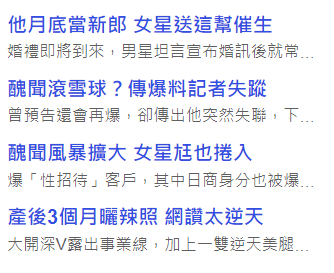 他月底當新郎 女星送這幫催生
婚禮即將到來，男星坦言宣布婚訊後就常...
醜聞滾雪球？傳爆料記者失蹤
曾預告還會再爆，卻傳出他突然失聯，下...
醜聞風暴擴大 女星尪也捲入
爆「性招待」客戶，其中日商身分也被爆...
產後3個月曬辣照 網讚太逆天
大開深V露出事業線，加上一雙逆天美腿...